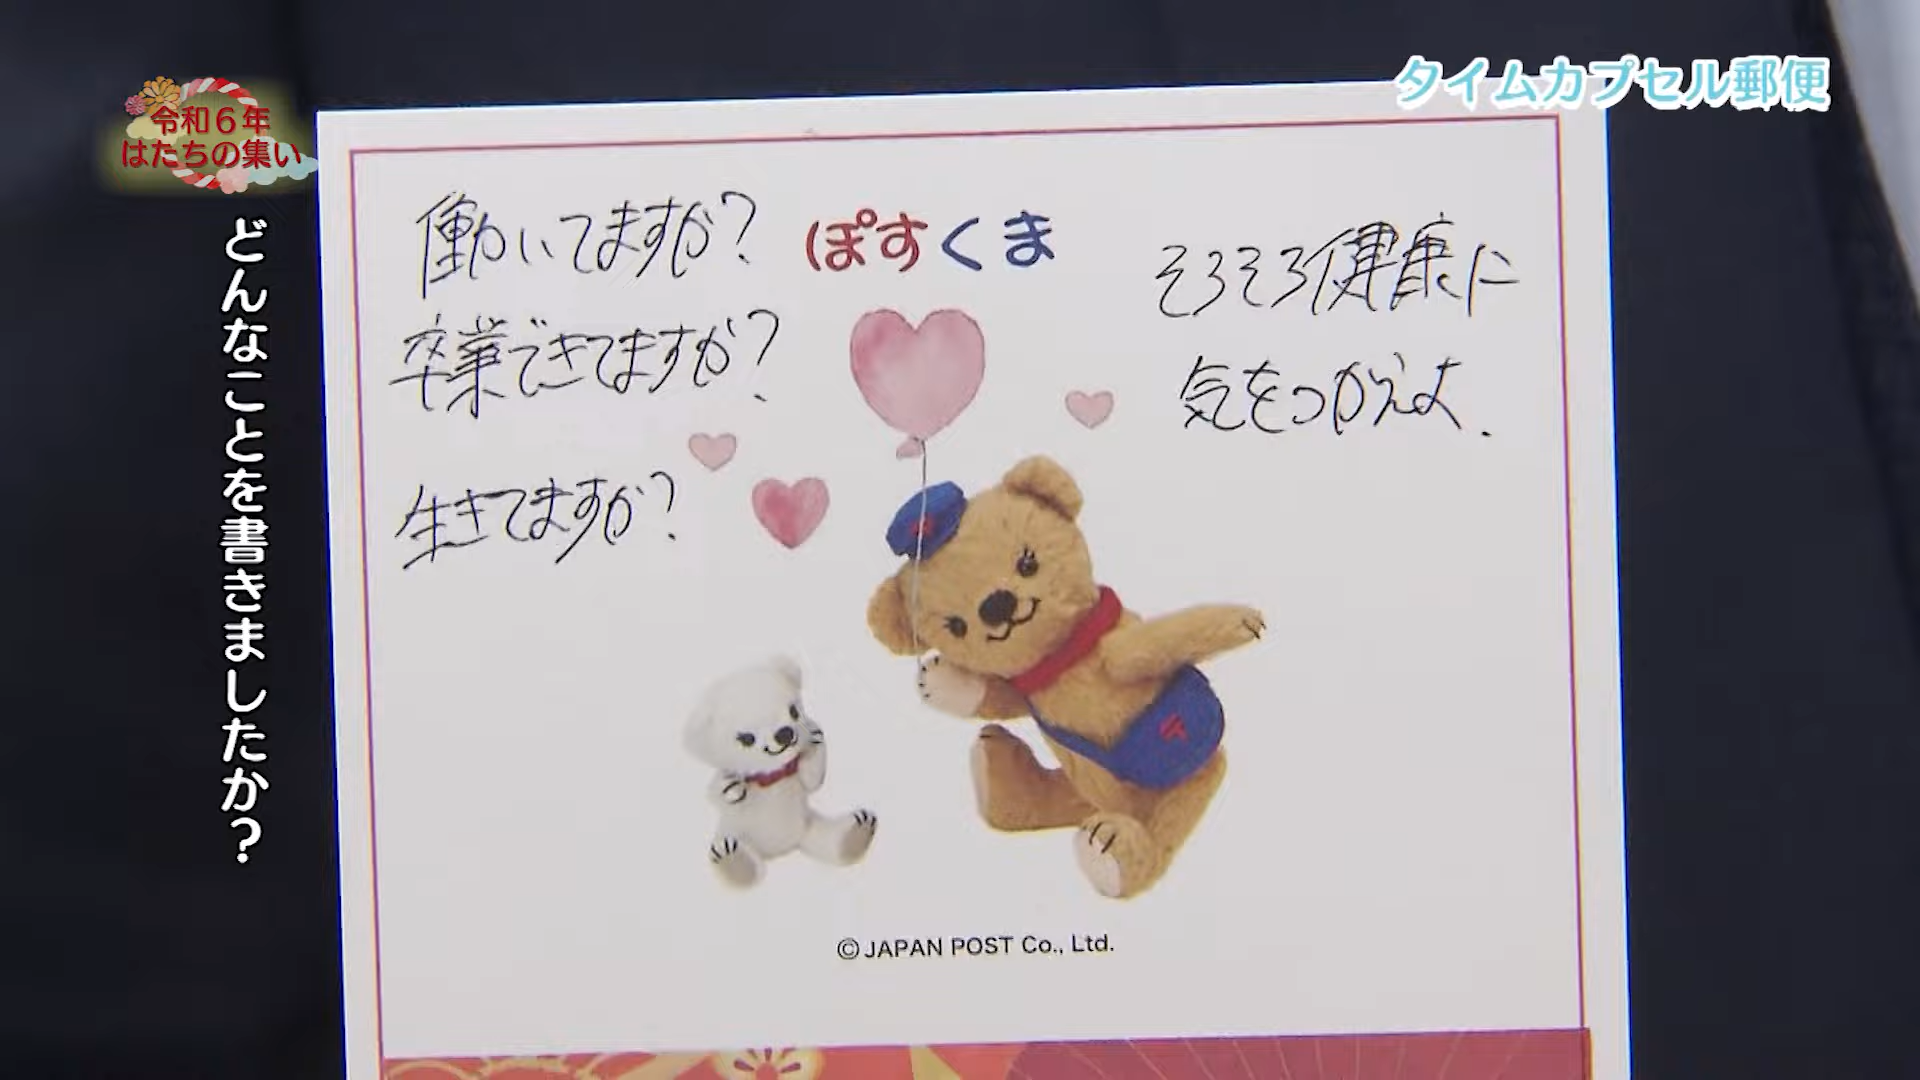 タイムカプセル郵便
令和6年
はたちの集い
どんなことを書きましたか?
働いてますか?
卒業できてますか?
生きてますか?
ぽすくま
そろそろ健康に
気をつかえよ.
〒
© JAPAN POST Co., Ltd.